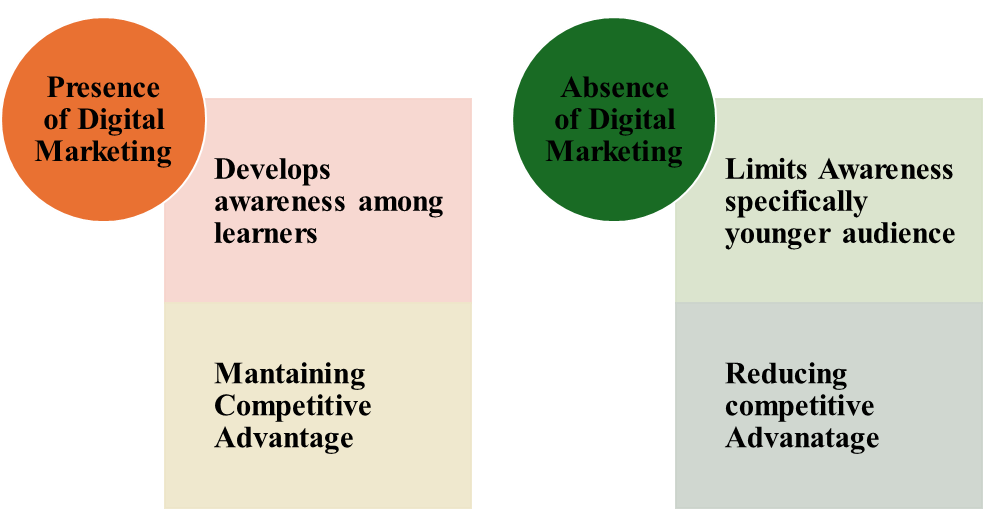 Presence
of Digital
Marketing
Develops
awareness among
learners
Mantaining
Competitive
Advantage
Absence
of Digital
Marketing
Limits Awareness
specifically
younger audience
Reducing
competitive
Advanatage